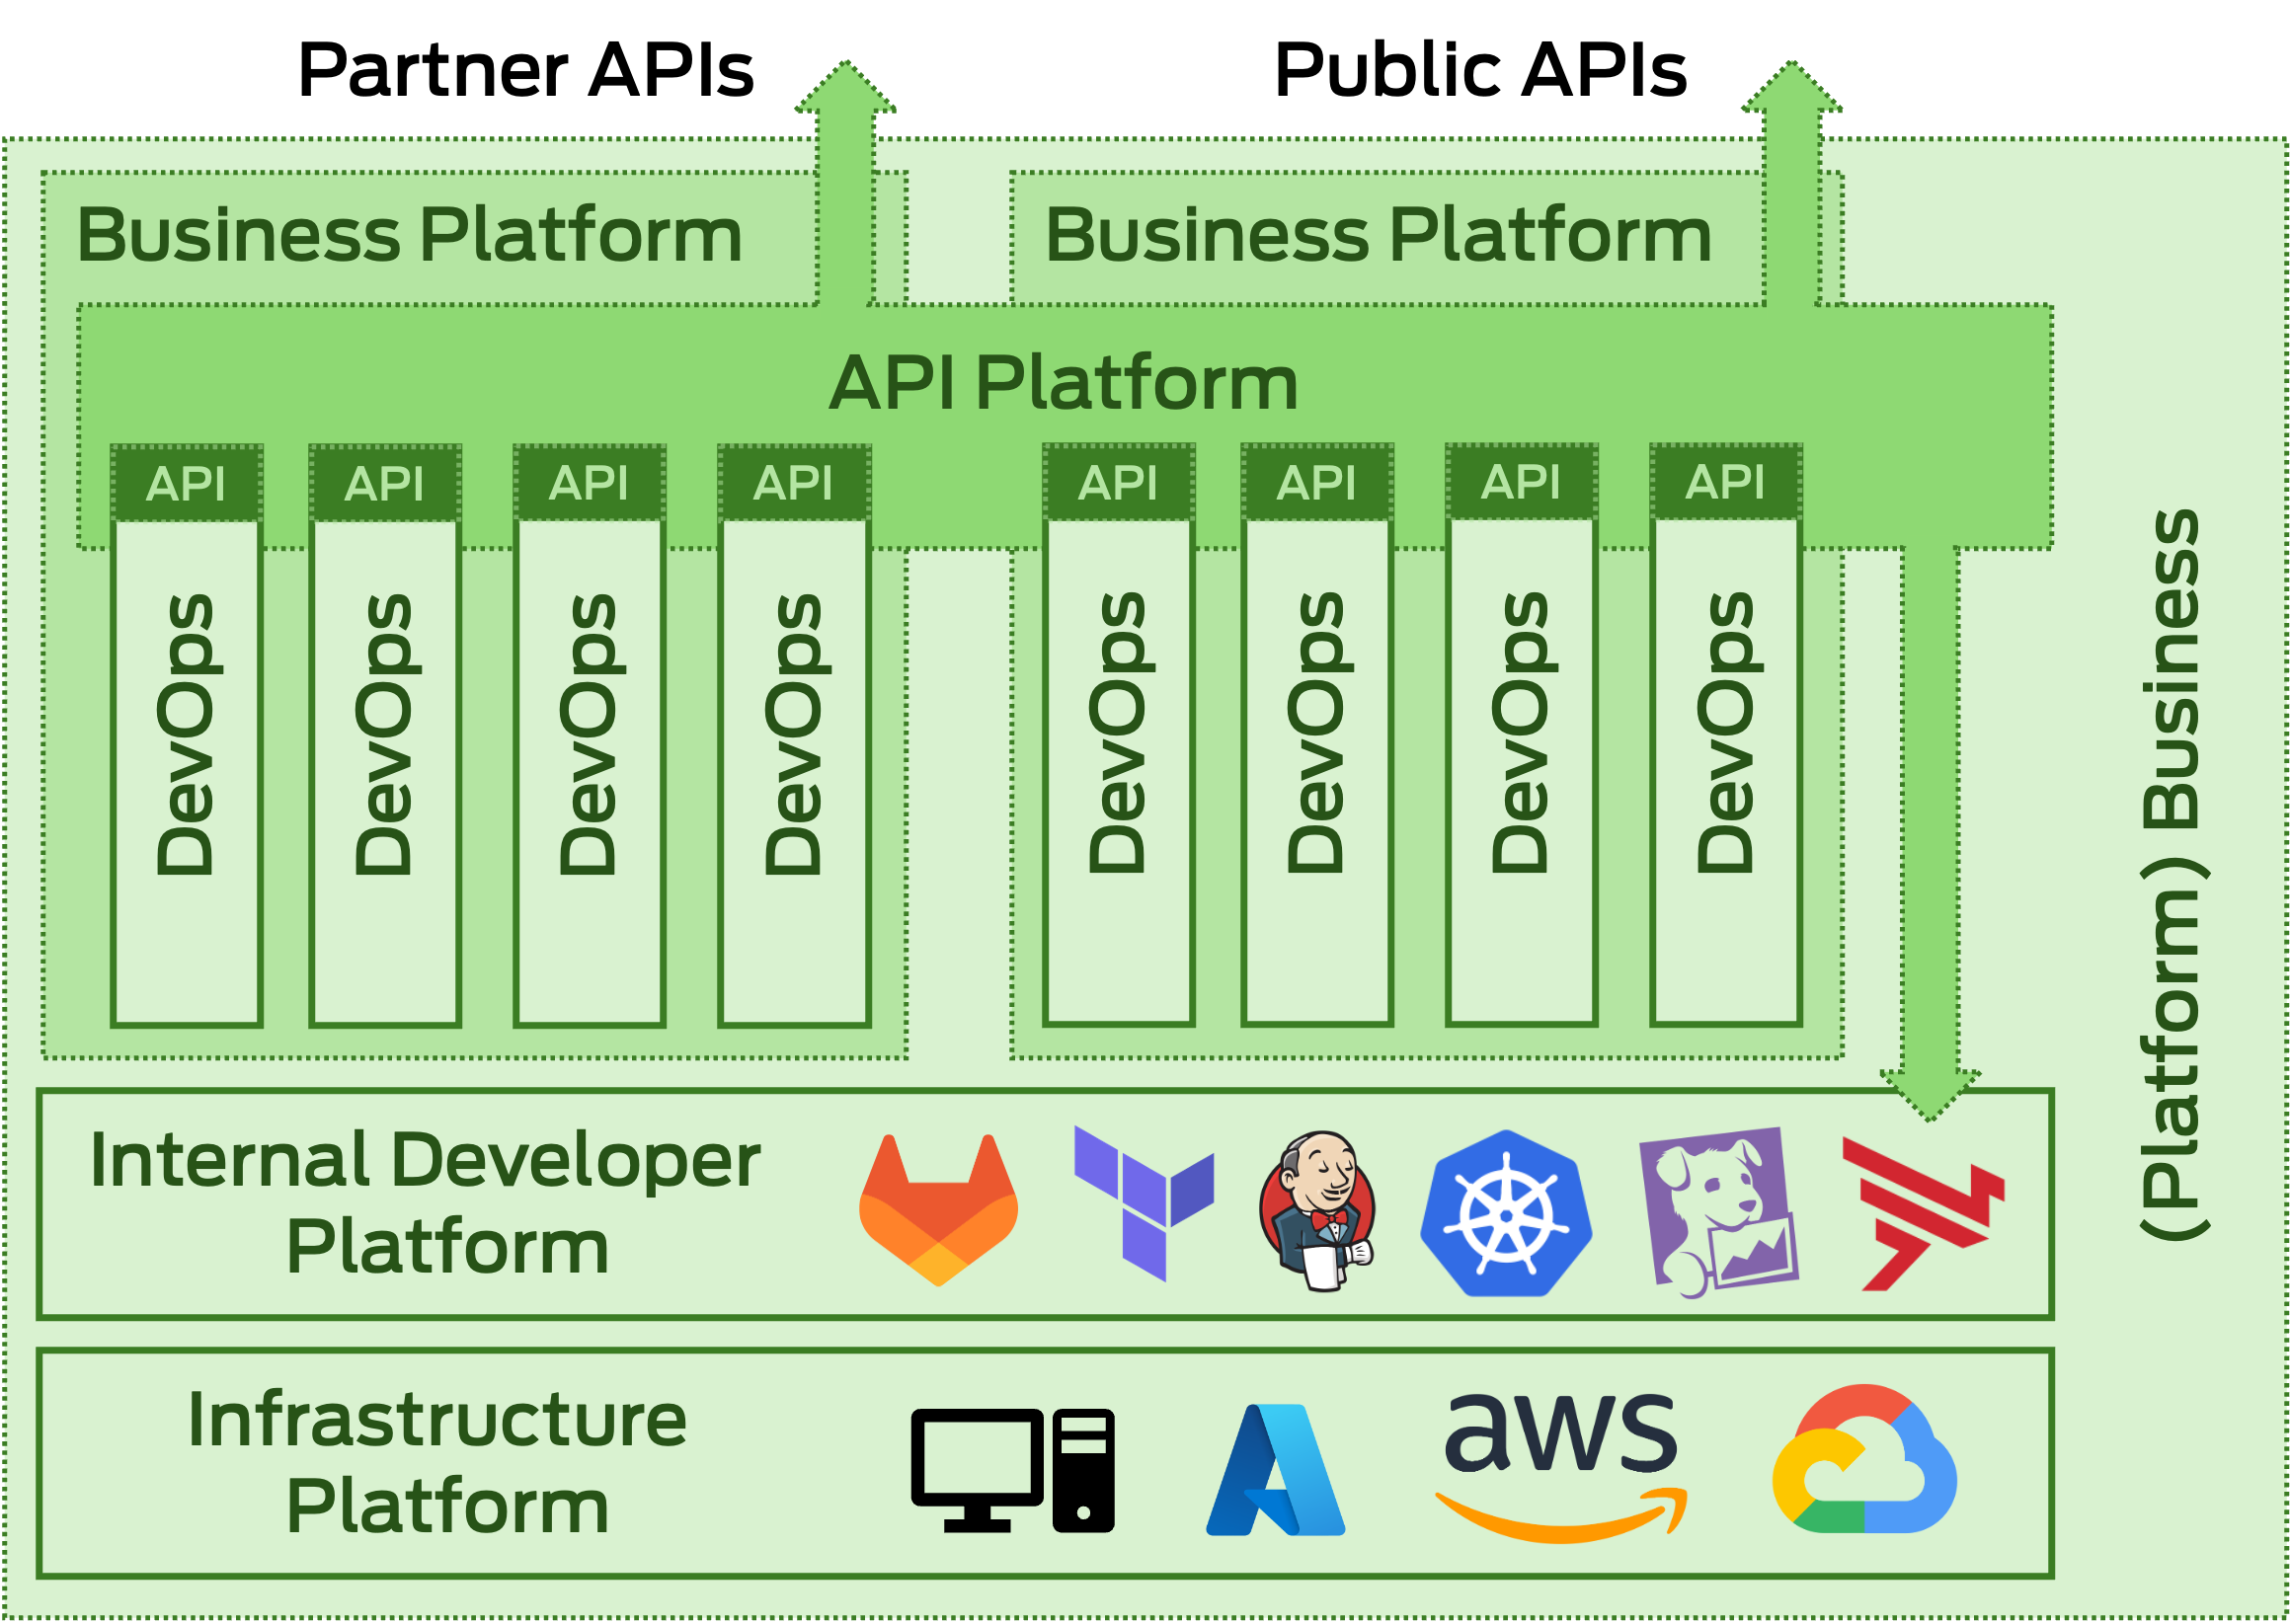 Partner APIs
Public APIs
Business Platform
Business Platform
API Platform
API
API
API
API
API
API
API
API
DevOps
DevOps
DevOps
DevOps
DevOps
DevOps
DevOps
DevOps
(Platform) Business
Internal Developer
Platform
Infrastructure
Platform
aws